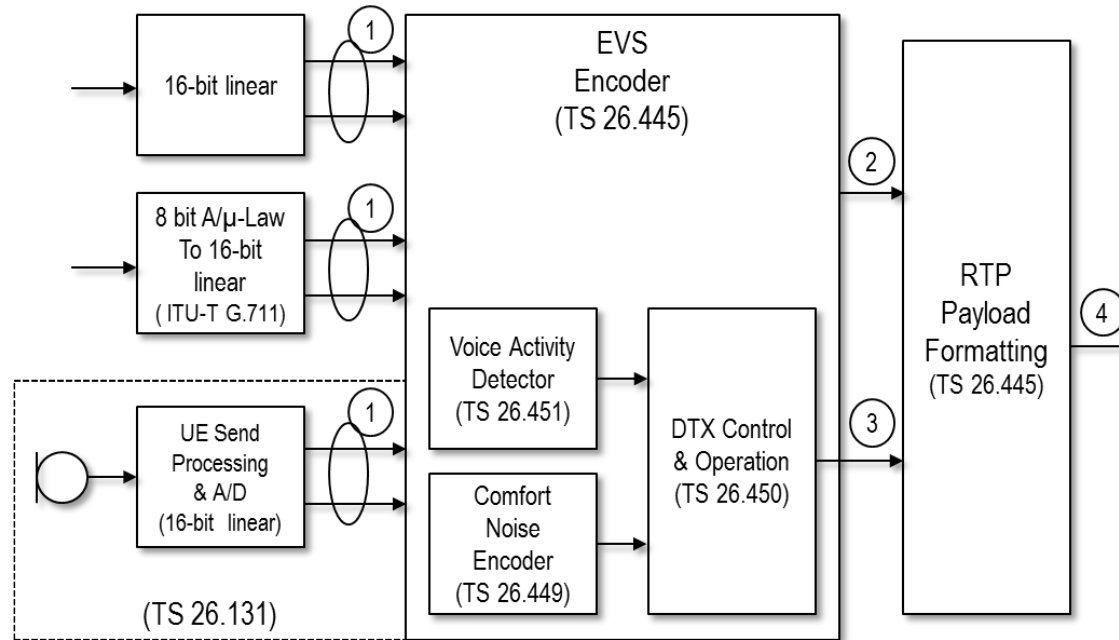 16-bit linear
1
EVS
Encoder
(TS 26.445)
2
8 bit A/μ-Law
To 16-bit
linear
( ITU-T G.711)
1
RTP
Payload
Formatting
(TS 26.445)
4
Voice Activity
Detector
(TS 26.451)
DTX Control
& Operation
(TS 26.450)
3
UE Send
Processing
& A/D
(16-bit linear)
1
Comfort
Noise
Encoder
(TS 26.449)
(TS 26.131)